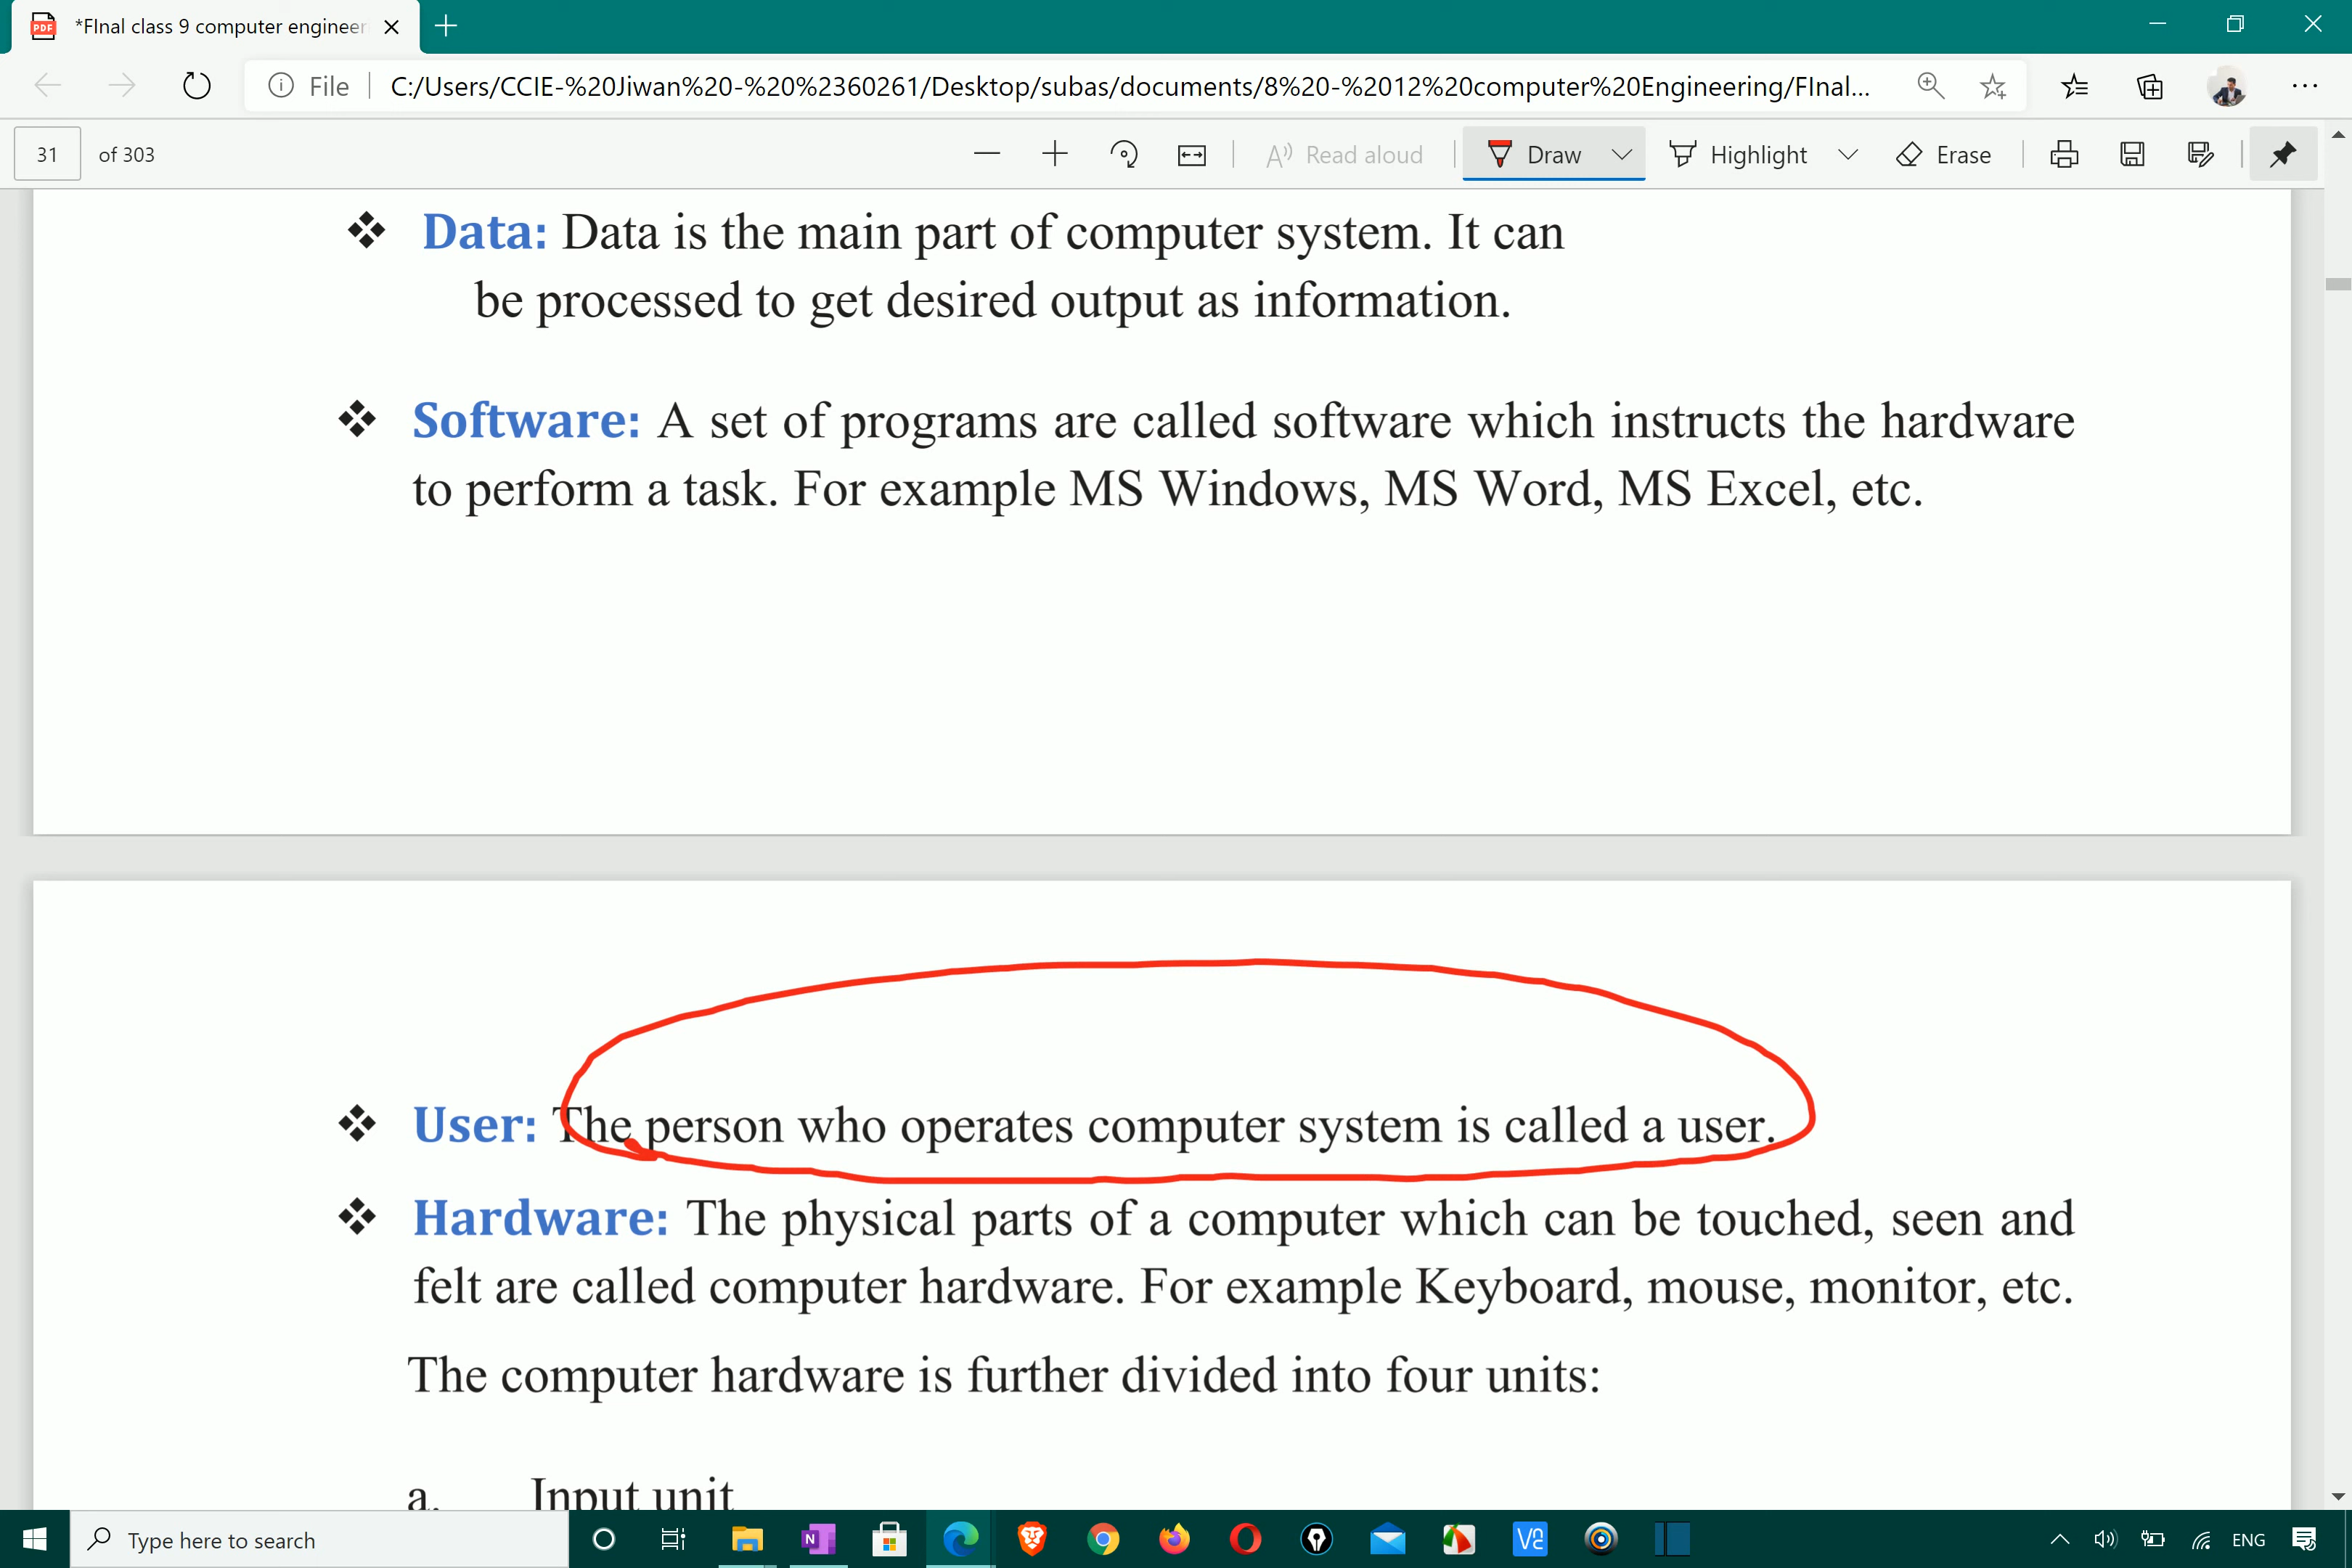 *FInal class 9 computer engineer
File
C:/Users/CCIE-%20Jiwan%20-%20%2360261/Desktop/subas/documents/8%20-%2012%20computer%20Engineering/FInal...
31 of 303
Read aloud
Draw
Highlight
Erase
Data: Data is the main part of computer system. It can
be processed to get desired output as information.
Software: A set of programs are called software which instructs the hardware
to perform a task. For example MS Windows, MS Word, MS Excel, etc.
User: The person who operates computer system is called a user.
Hardware: The physical parts of a computer which can be touched, seen and
felt are called computer hardware. For example Keyboard, mouse, monitor, etc.
The computer hardware is further divided into four units:
a. Input unit
Type here to search
ENG